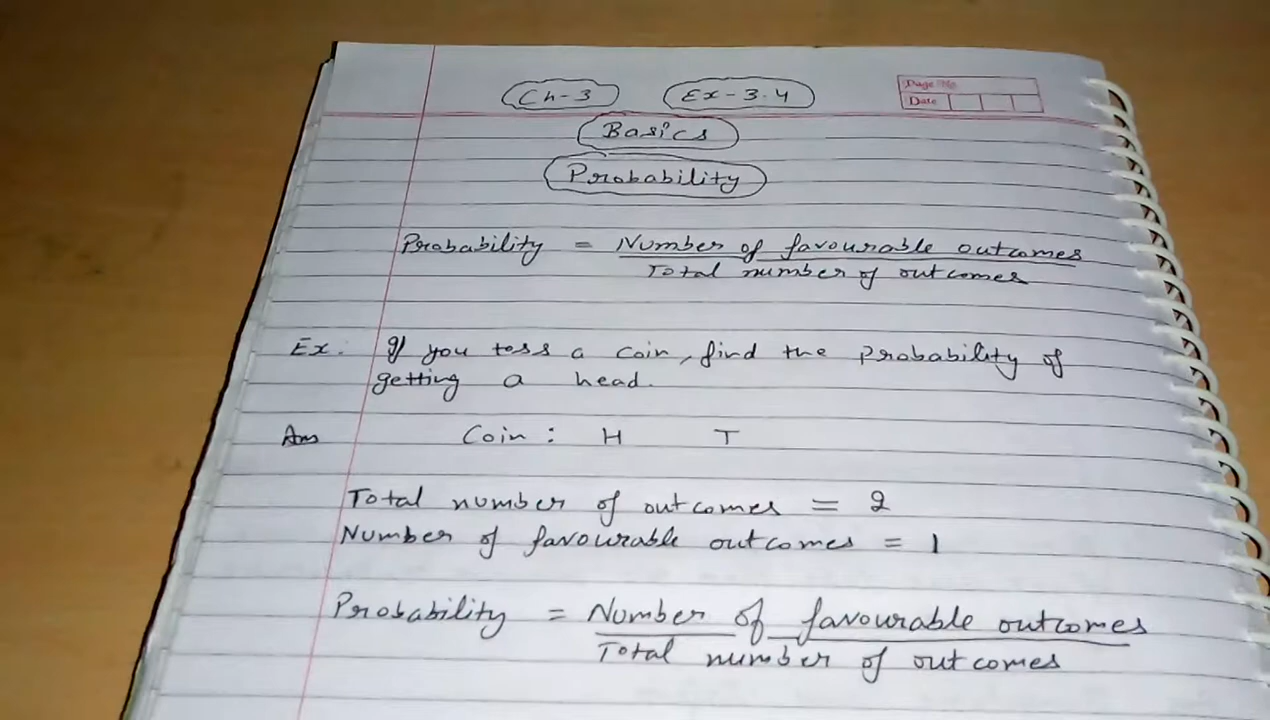 Ch-3 Ex-3.4
Page No.
Date
Basics
Probability
Probability = Number of favourable outcomes
Total number of outcomes
Ex. If you toss a coin, find the probability of
getting a head.
Ans Coin : H T
Total number of outcomes = 2
Number of favourable outcomes = 1
Probability = Number of favourable outcomes
Total number of outcomes